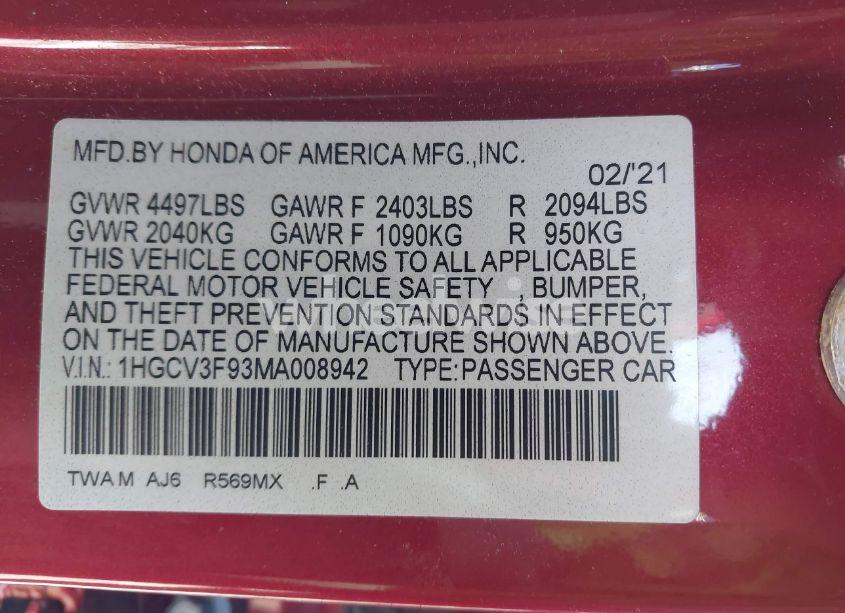 MFD.BY HONDA OF AMERICA MFG.,INC.
02/'21
GVWR 4497LBS GAWR F 2403LBS R 2094LBS
GVWR 2040KG GAWR F 1090KG R 950KG
THIS VEHICLE CONFORMS TO ALL APPLICABLE
FEDERAL MOTOR VEHICLE SAFETY , BUMPER,
AND THEFT PREVENTION STANDARDS IN EFFECT
ON THE DATE OF MANUFACTURE SHOWN ABOVE.
V.I.N.: 1HGCV3F93MA008942 TYPE:PASSENGER CAR
TWAM AJ6 R569MX .F .A